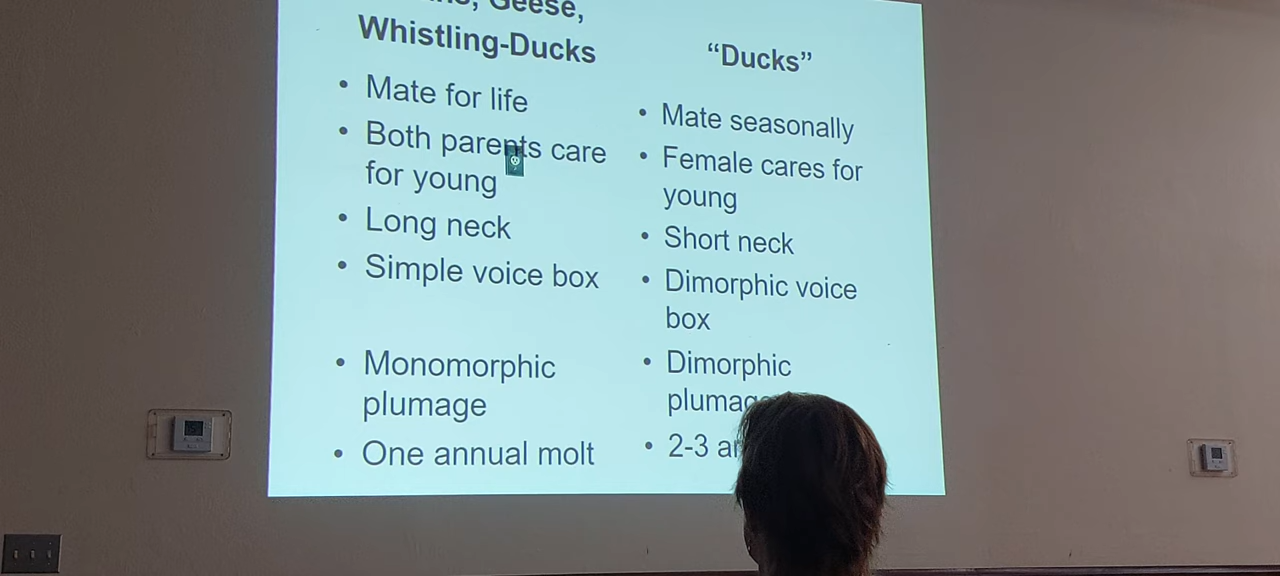 Geese,
Whistling-Ducks
• Mate for life
• Both parents care
for young
• Long neck
• Simple voice box
• Monomorphic
plumage
• One annual molt
“Ducks”
• Mate seasonally
• Female cares for
young
• Short neck
• Dimorphic voice
box
• Dimorphic
• 2-3